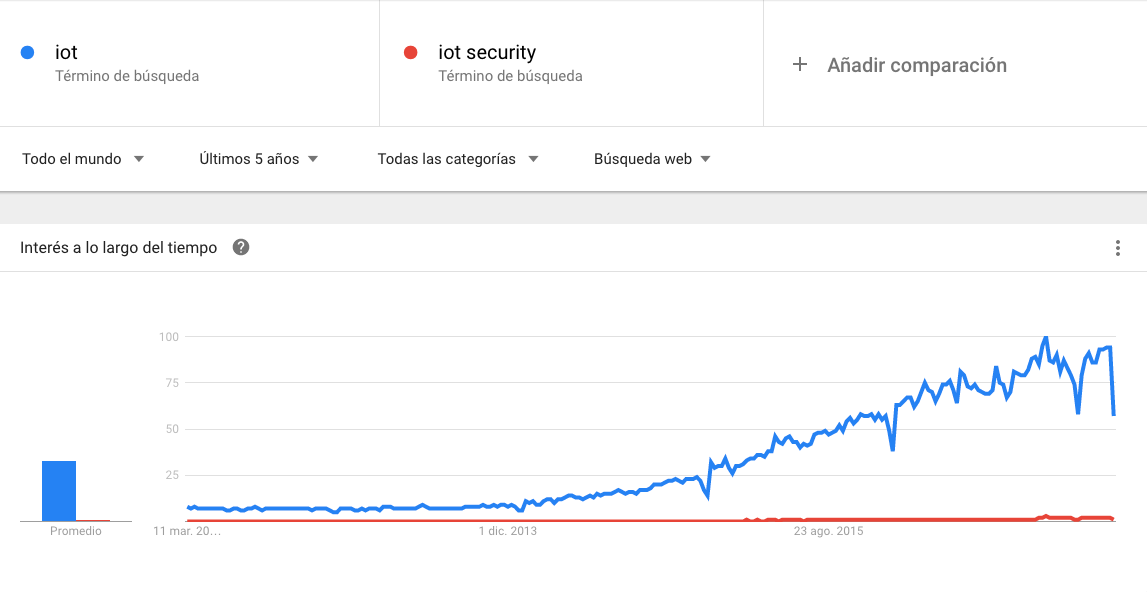 iot
Término de búsqueda
iot security
Término de búsqueda
+ Añadir comparación
Todo el mundo
Últimos 5 años
Todas las categorías
Búsqueda web
Interés a lo largo del tiempo ?
100
75
50
25
Promedio
11 mar. 20...
1 dic. 2013
23 ago. 2015